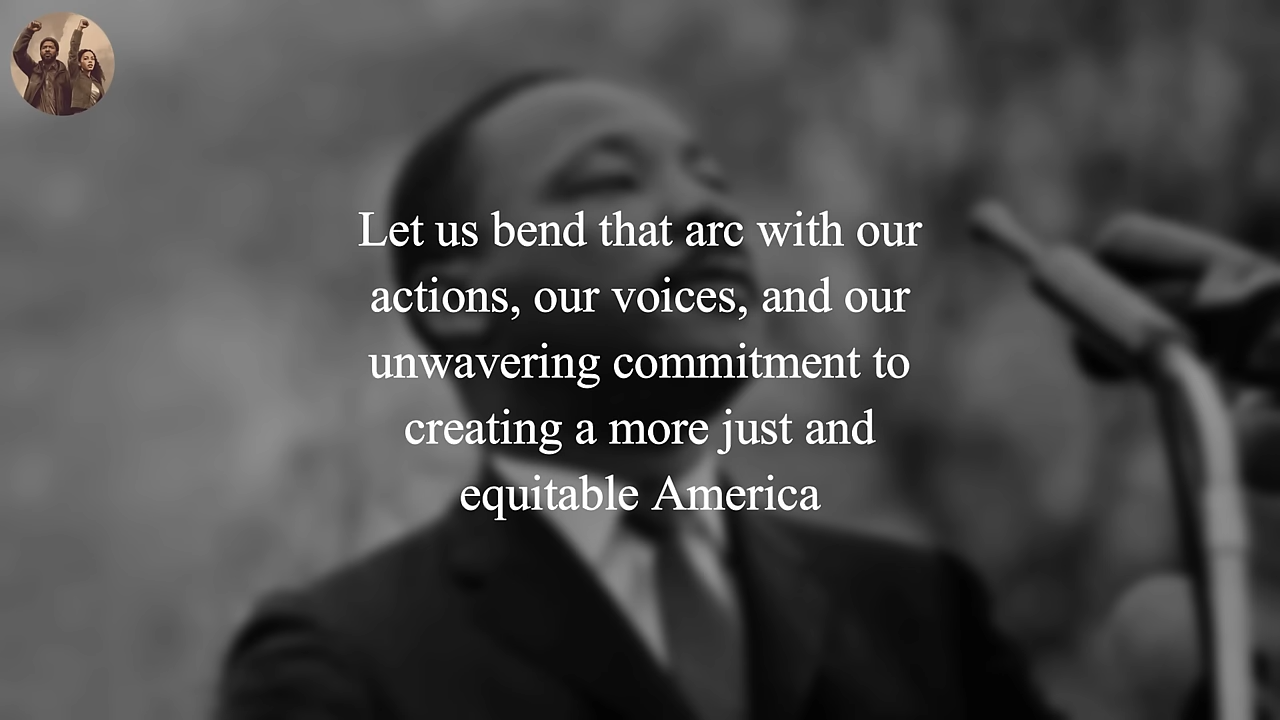 Let us bend that arc with our
actions, our voices, and our
unwavering commitment to
creating a more just and
equitable America